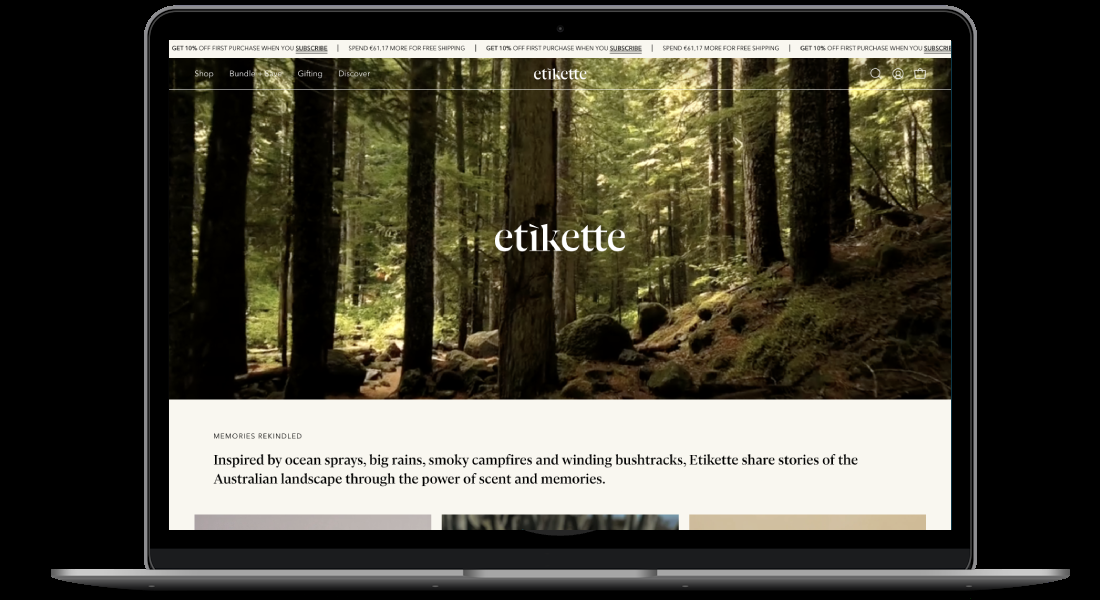 GET 10% OFF FIRST PURCHASE WHEN YOU SUBSCRIBE | SPEND €61,17 MORE FOR FREE SHIPPING | GET 10% OFF FIRST PURCHASE WHEN YOU SUBSCRIBE | SPEND €61,17 MORE FOR FREE SHIPPING | GET 10% OFF FIRST PURCHASE WHEN YOU SUBSCRIBE
Shop Bundle + Save Gifting Discover etìkette
etìkette
MEMORIES REKINDLED
Inspired by ocean sprays, big rains, smoky campfires and winding bushtracks, Etikette share stories of the
Australian landscape through the power of scent and memories.